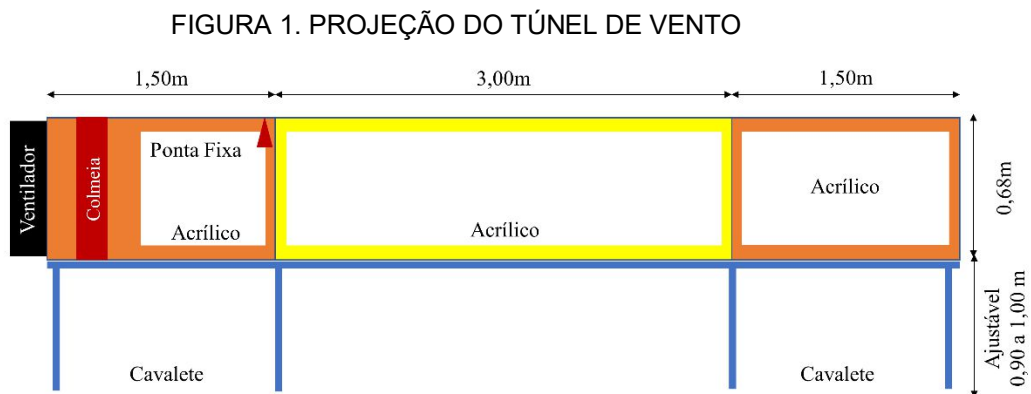 FIGURA 1. PROJEÇÃO DO TÚNEL DE VENTO
1,50m
3,00m
1,50m
Ventilador
Colmeia
Ponta Fixa
Acrílico
Acrílico
Acrílico
0,68m
Cavalete
Cavalete
Ajustável
0,90 a 1,00 m